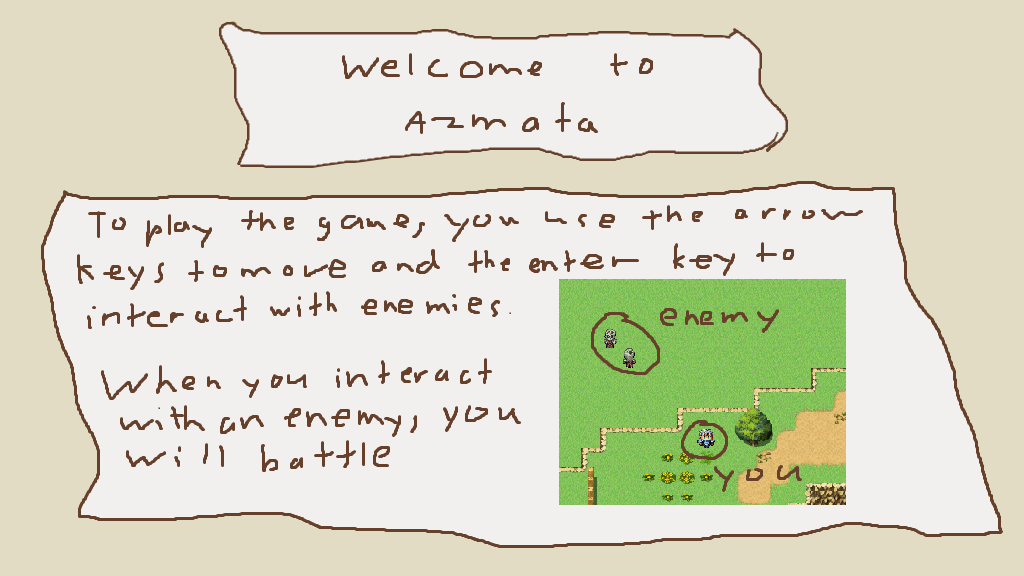 Welcome to
Azmata
To play the game, you use the arrow
keys to move and the enter key to
interact with enemies.
When you interact
with an enemy, you
will battle
enemy
you